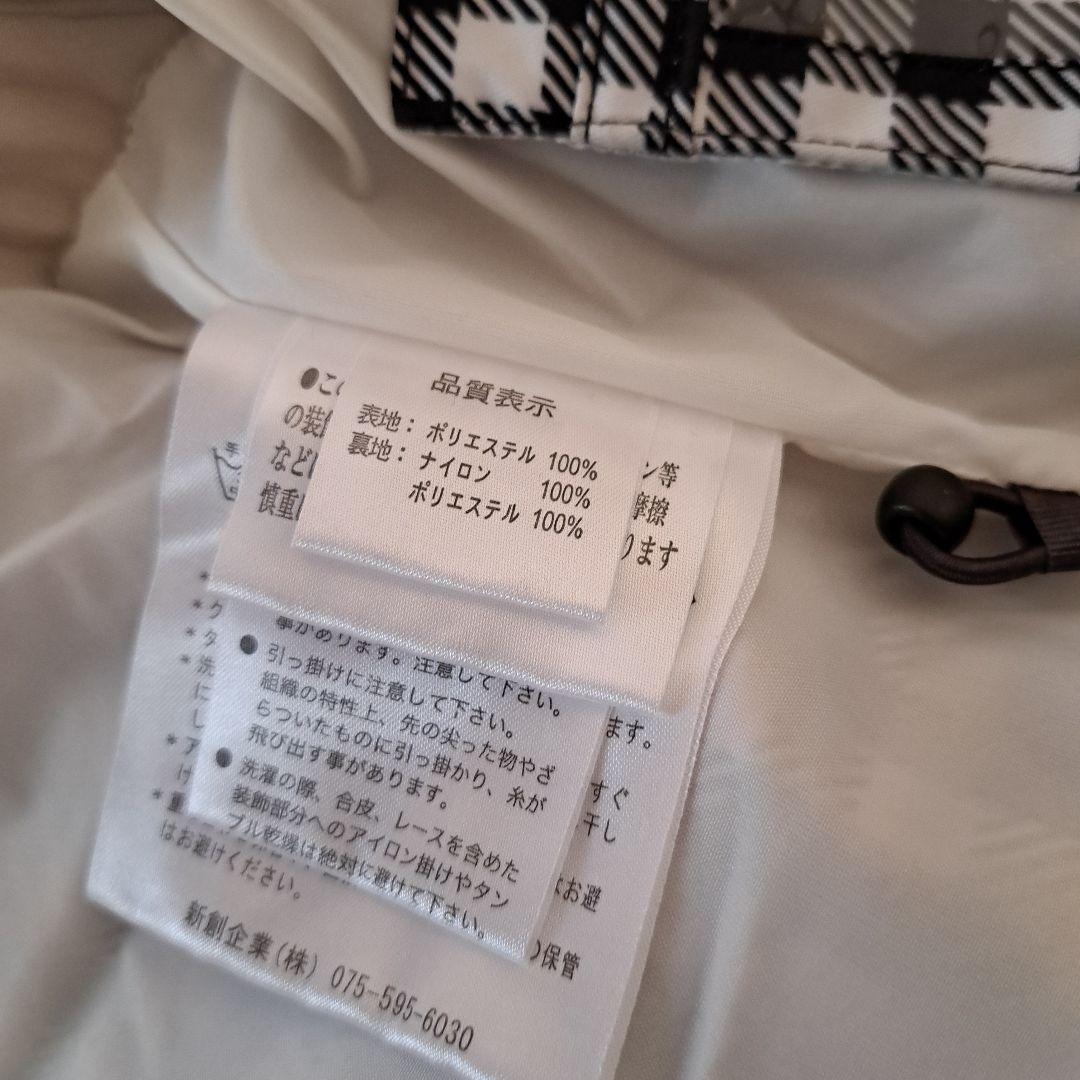 品質表示
表地： ポリエステル 100%
裏地： ナイロン 100%
ポリエステル 100%
●こ
の装
など
慎重
ン等
摩擦
ります
事があります。注意して下さい。
● 引っ掛けに注意して下さい。
組織の特性上、先の尖った物やざ
らついたものに引っ掛かり、糸が
飛び出す事があります。
● 洗濯の際、合皮、レースを含めた
装飾部分へのアイロン掛けやタン
ブル乾燥は絶対に避けて下さい。
*
* ク
* タ
* 洗
に
し
* ア
け
*
はお避けください。
ます。
すぐ
干し
お避
の保管
新創企業(株) 075-595-6030